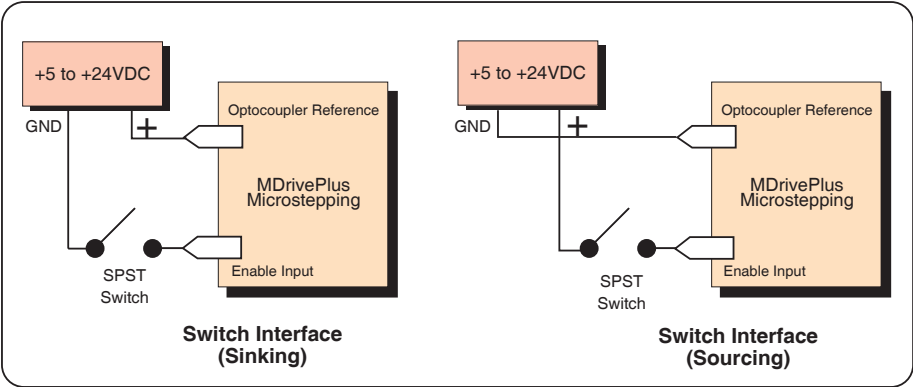 +5 to +24VDC
GND
+
Optocoupler Reference
MDrivePlus
Microstepping
Enable Input
SPST
Switch
Switch Interface
(Sinking)
+5 to +24VDC
GND
+
Optocoupler Reference
MDrivePlus
Microstepping
Enable Input
SPST
Switch
Switch Interface
(Sourcing)